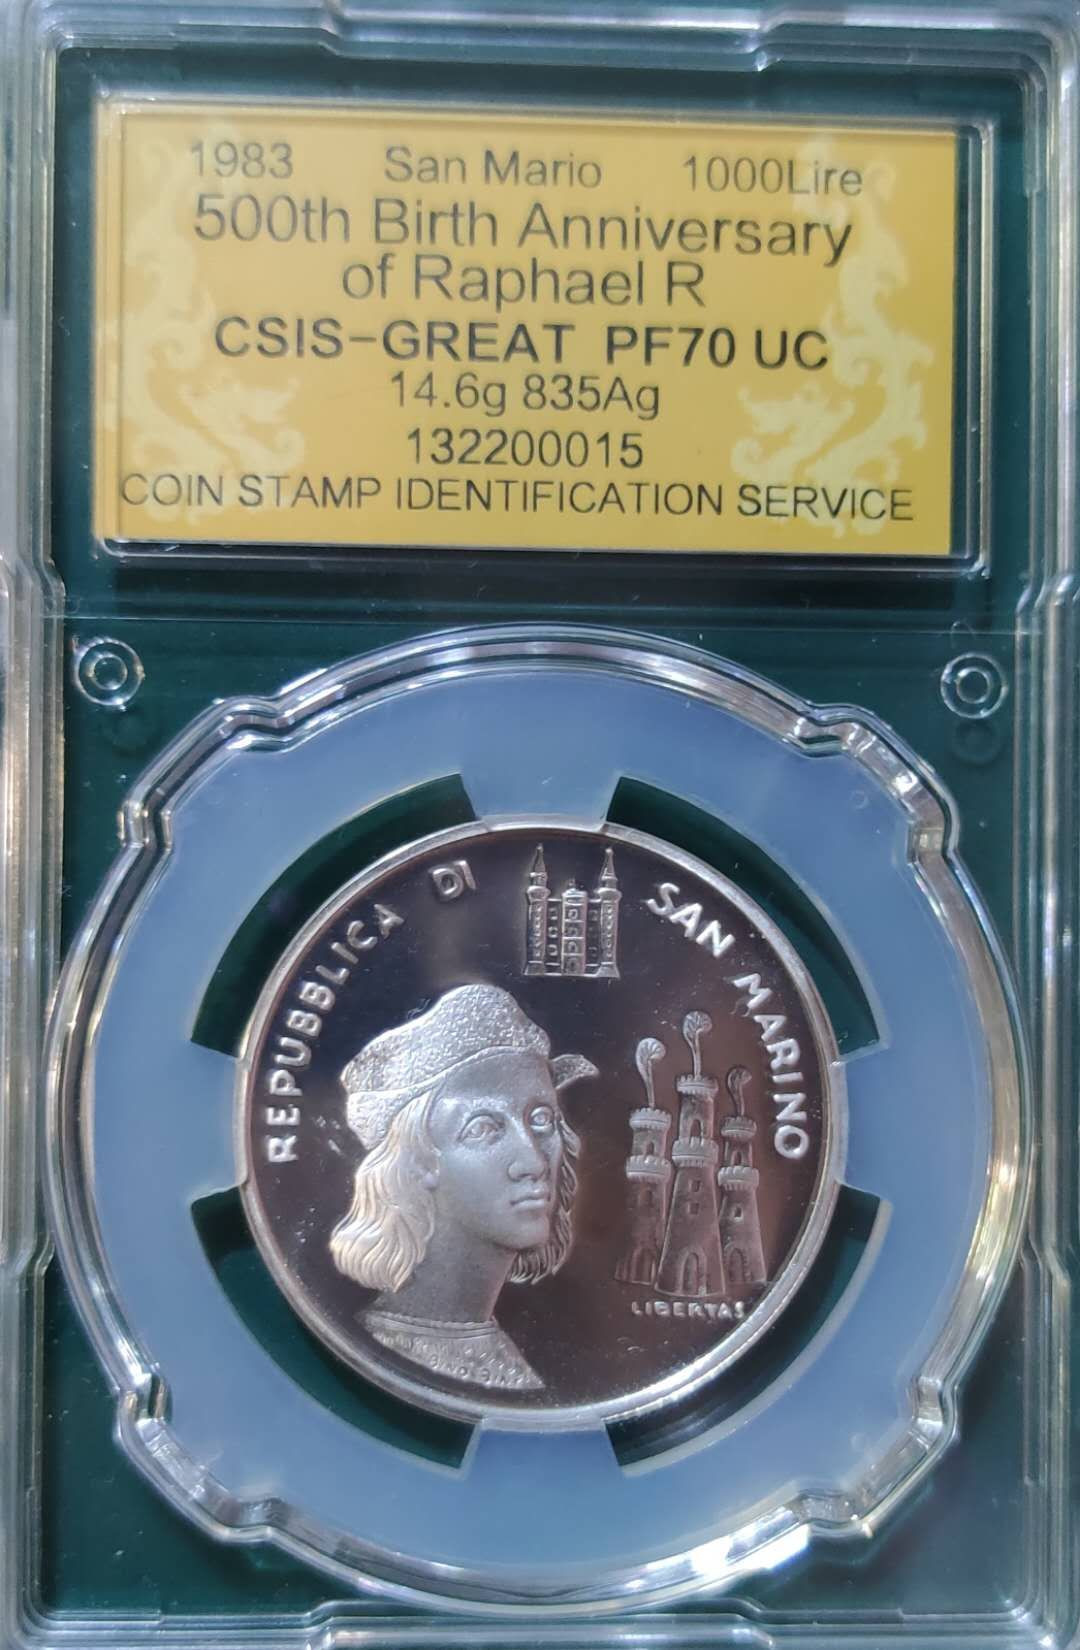 1983 San Mario 1000Lire
500th Birth Anniversary
of Raphael R
CSIS-GREAT PF70 UC
14.6g 835Ag
132200015
COIN STAMP IDENTIFICATION SERVICE
REPUBBLICA DI SAN MARINO
LIBERTAS